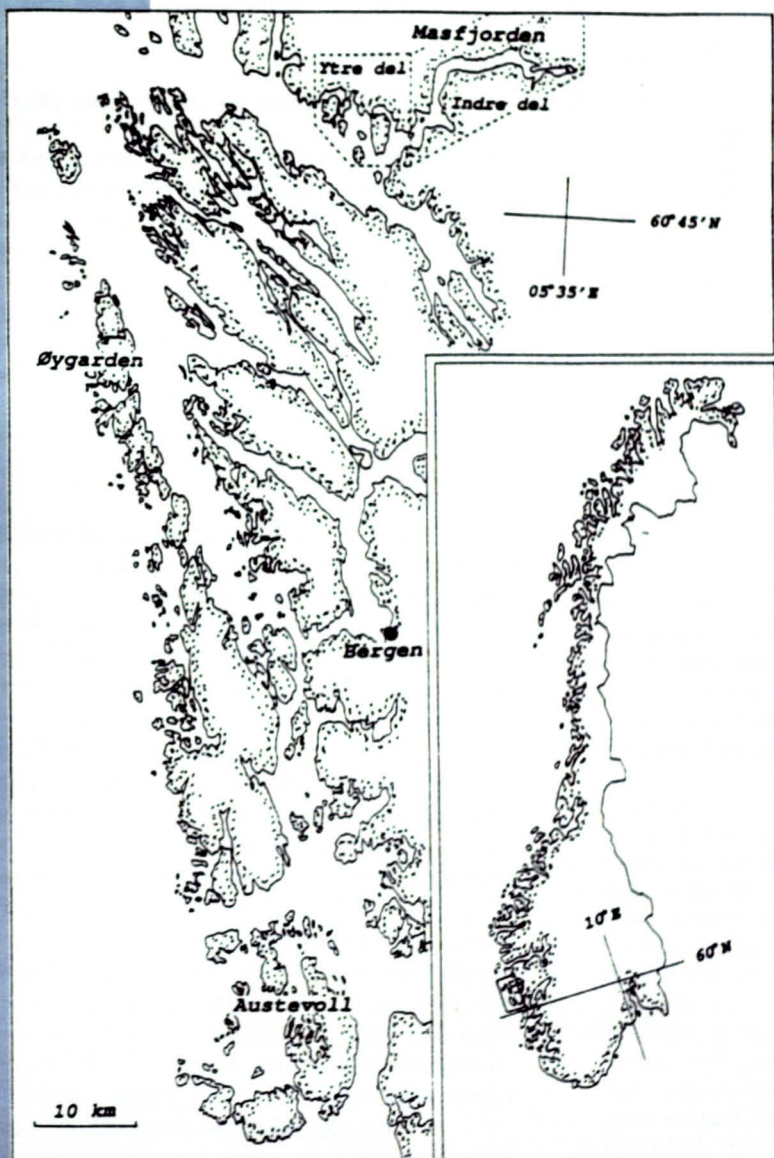 Masfjorden
Ytre del
Indre del
60°45'N
05°35'E
Øygarden
Bergen
10°E
60°N
Austevoll
10 km